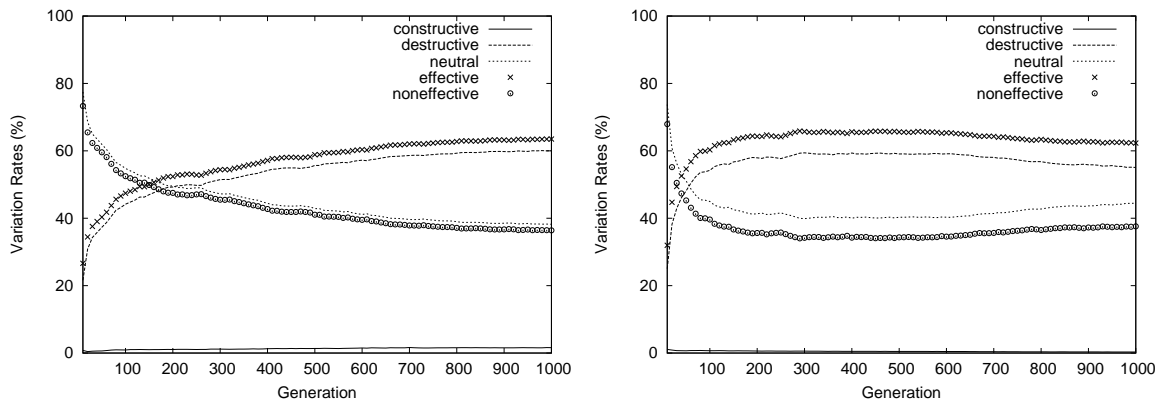 100
80
60
40
20
0
Variation Rates (%)
constructive
destructive
neutral
effective
noneffective
100 200 300 400 500 600 700 800 900 1000
Generation
100
80
60
40
20
0
Variation Rates (%)
constructive
destructive
neutral
effective
noneffective
100 200 300 400 500 600 700 800 900 1000
Generation